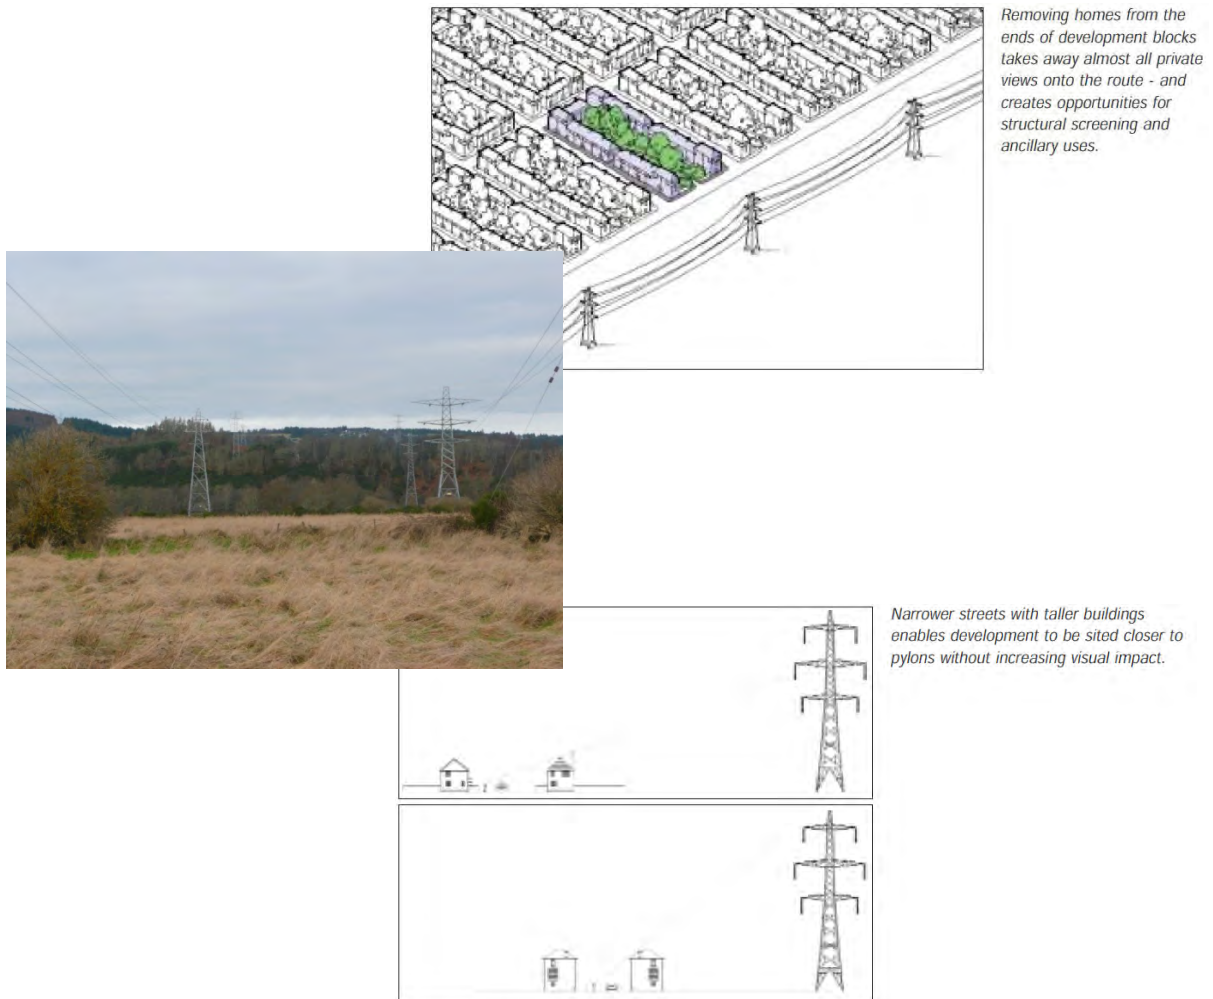 Removing homes from the
ends of development blocks
takes away almost all private
views onto the route - and
creates opportunities for
structural screening and
ancillary uses.
Narrower streets with taller buildings
enables development to be sited closer to
pylons without increasing visual impact.